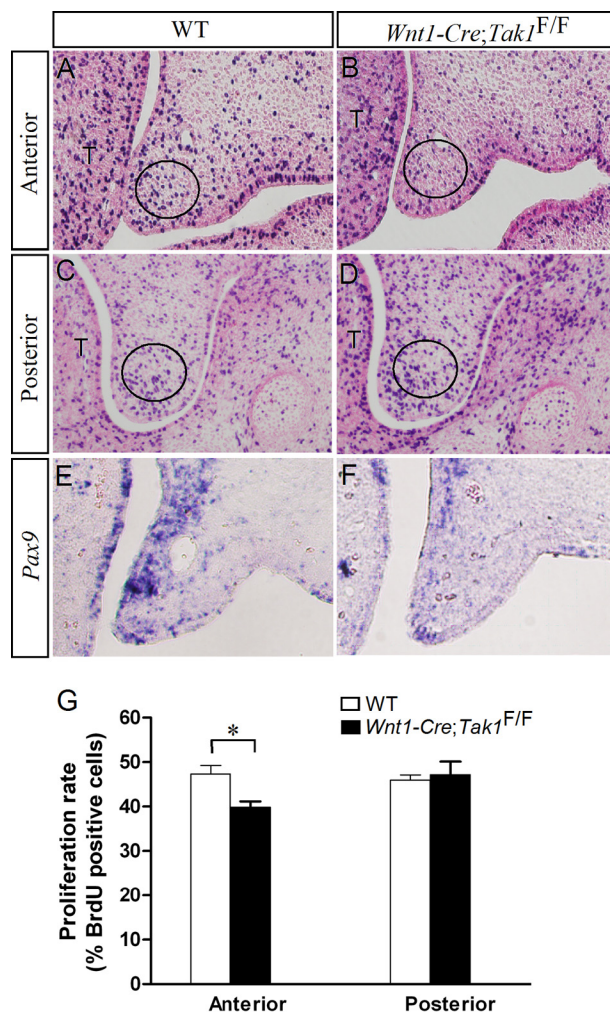 WT
Wnt1-Cre;Tak1F/F
Anterior
A
T
B
T
Posterior
C
T
D
T
Pax9
E
F
G
WT
Wnt1-Cre;Tak1F/F
Proliferation rate
(% BrdU positive cells)
60
50
40
30
20
10
0
*
Anterior
Posterior